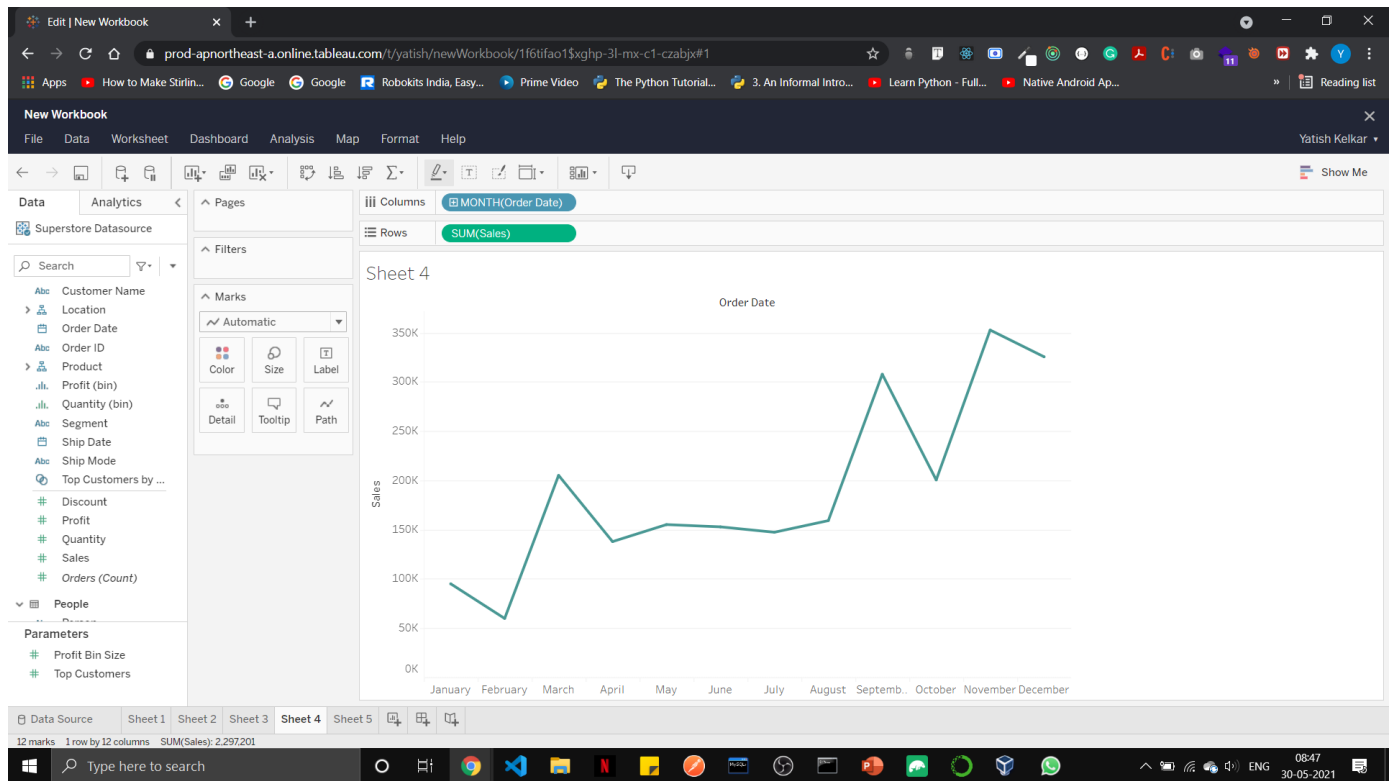 Edit | New Workbook
prod-apnortheast-a.online.tableau.com/t/yatish/newWorkbook/1f6tifao1$xghp-3l-mx-c1-czabjx#1
Apps How to Make Stirlin... Google Google Robokits India, Easy... Prime Video The Python Tutorial... 3. An Informal Intro... Learn Python - Full... Native Android Ap... » Reading list
New Workbook
File Data Worksheet Dashboard Analysis Map Format Help Yatish Kelkar
Show Me
Data Analytics
Superstore Datasource
Search
Abc Customer Name
Location
Order Date
Abc Order ID
Product
Profit (bin)
Quantity (bin)
Abc Segment
Ship Date
Abc Ship Mode
Top Customers by ...
# Discount
# Profit
# Quantity
# Sales
# Orders (Count)
People
Parameters
# Profit Bin Size
# Top Customers
Pages
Filters
Marks
Automatic
Color Size Label
Detail Tooltip Path
Columns MONTH(Order Date)
Rows SUM(Sales)
Sheet 4
Order Date
350K
300K
250K
200K
150K
100K
50K
0K
Sales
January February March April May June July August Septemb.. October November December
Data Source Sheet 1 Sheet 2 Sheet 3 Sheet 4 Sheet 5
12 marks 1 row by 12 columns SUM(Sales): 2,297,201
Type here to search
ENG
08:47
30-05-2021